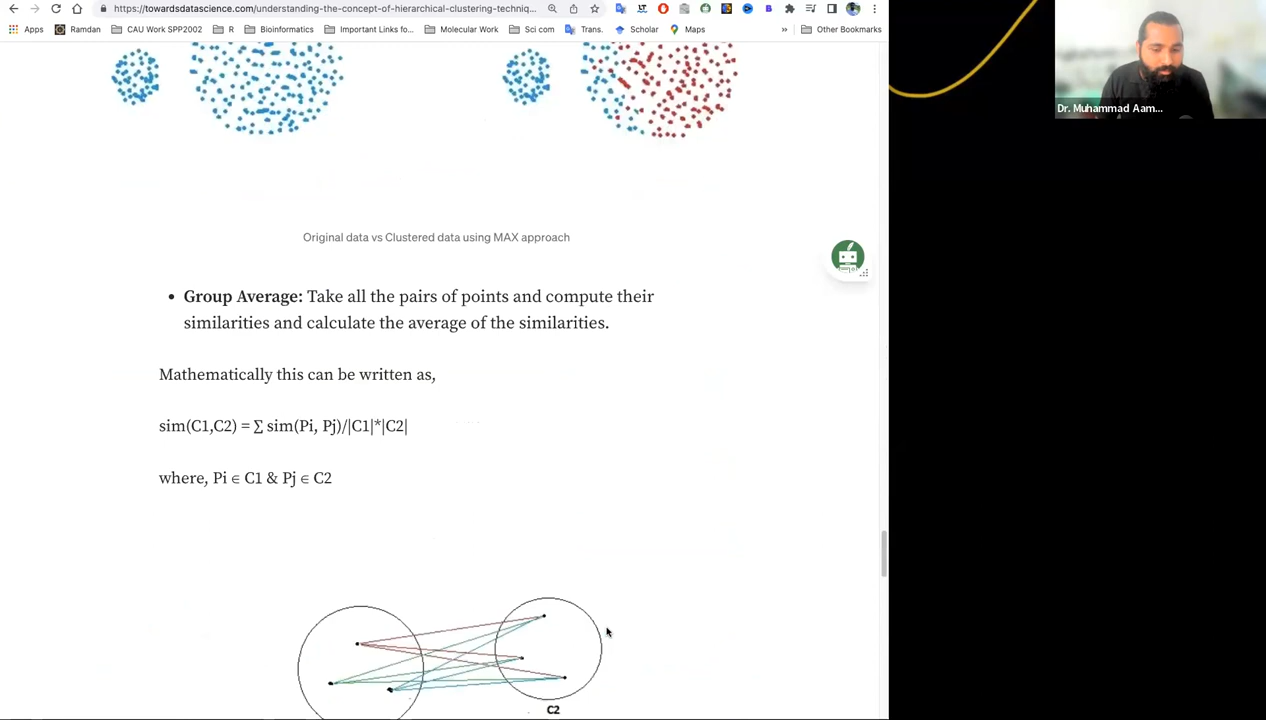 https://towardsdatascience.com/understanding-the-concept-of-hierarchical-clustering-techniq...
Apps
Ramdan
CAU Work SPP2002
R
Bioinformatics
Important Links fo...
Molecular Work
Sci com
Trans.
Scholar
Maps
»
Other Bookmarks
Dr. Muhammad Aam...
Original data vs Clustered data using MAX approach
• Group Average: Take all the pairs of points and compute their
similarities and calculate the average of the similarities.
Mathematically this can be written as,
sim(C1,C2) = ∑ sim(Pi, Pj)/|C1|*|C2|
where, Pi ∈ C1 & Pj ∈ C2
C2